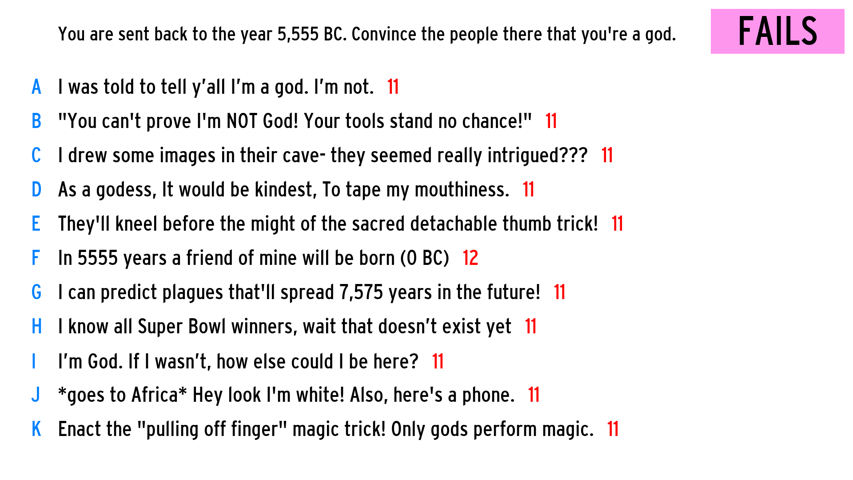 You are sent back to the year 5,555 BC. Convince the people there that you're a god.
FAILS
A I was told to tell y’all I’m a god. I’m not. 11
B "You can't prove I'm NOT God! Your tools stand no chance!" 11
C I drew some images in their cave- they seemed really intrigued??? 11
D As a godess, It would be kindest, To tape my mouthiness. 11
E They'll kneel before the might of the sacred detachable thumb trick! 11
F In 5555 years a friend of mine will be born (0 BC) 12
G I can predict plagues that'll spread 7,575 years in the future! 11
H I know all Super Bowl winners, wait that doesn’t exist yet 11
I I’m God. If I wasn’t, how else could I be here? 11
J *goes to Africa* Hey look I'm white! Also, here's a phone. 11
K Enact the "pulling off finger" magic trick! Only gods perform magic. 11